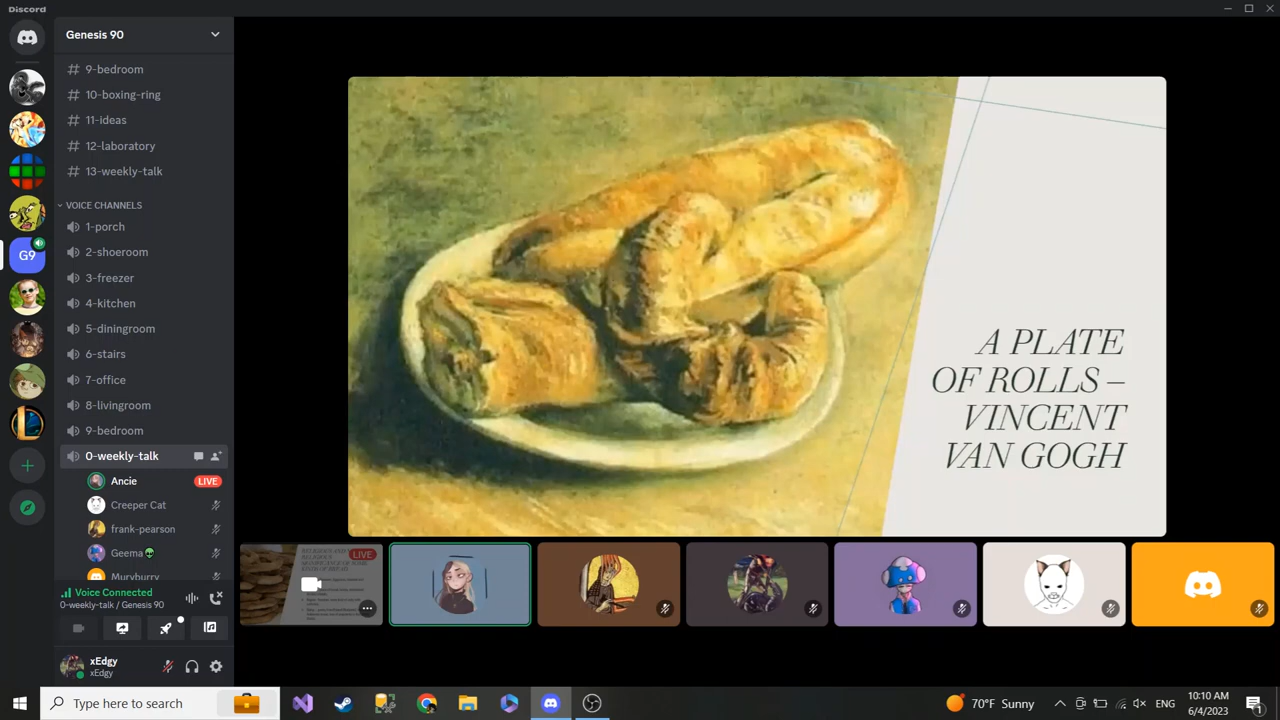 Discord
Genesis 90
9-bedroom
10-boxing-ring
11-ideas
12-laboratory
13-weekly-talk
VOICE CHANNELS
1-porch
2-shoeroom
3-freezer
4-kitchen
5-diningroom
6-stairs
7-office
8-livingroom
9-bedroom
0-weekly-talk
Ancie LIVE
Creeper Cat
frank-pearson
Geema
Muryburry
Voice Connected
0-weekly-talk / Genesis 90
xEdgy
xEdgy
G9
A PLATE
OF ROLLS –
VINCENT
VAN GOGH
LIVE
Type here to search
70°F Sunny
ENG
10:10 AM
6/4/2023
1